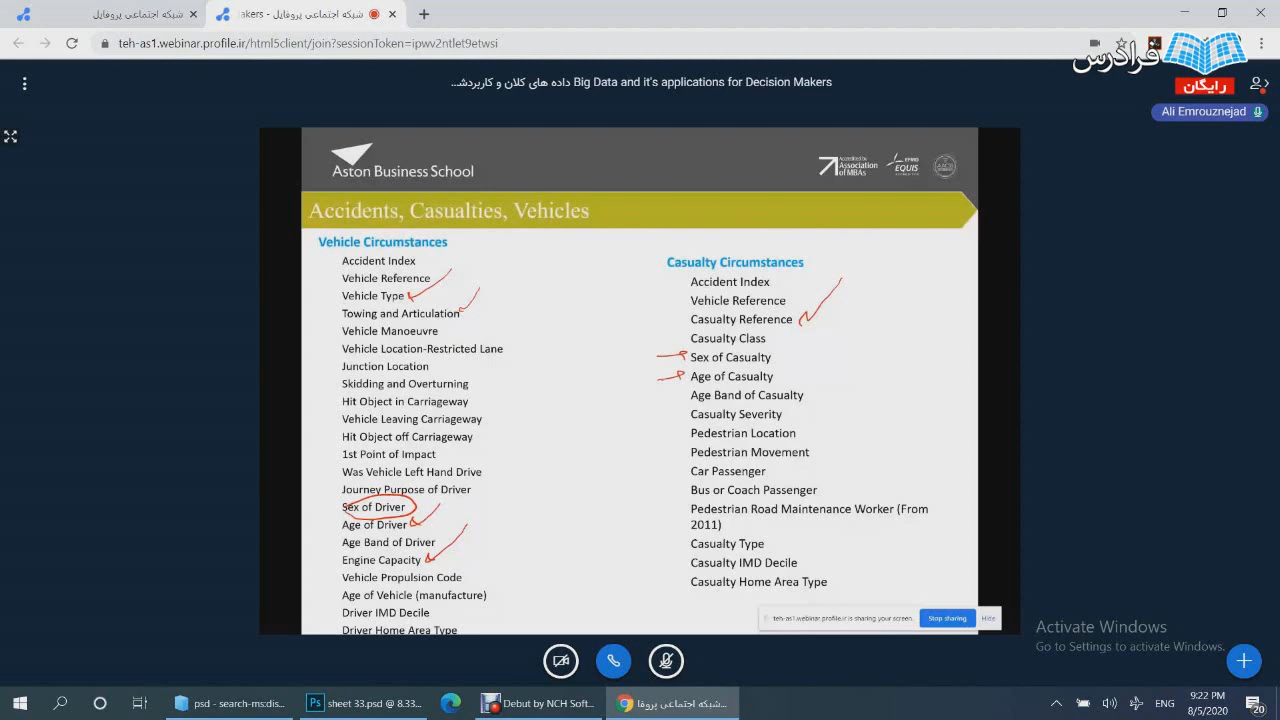 شبکه اجتماعی پروفایل
akers - شبکه اجتماعی پروفایل
teh-as1.webinar.profile.ir/html5client/join?sessionToken=ipwv2ntlet9etwsi
فرادرس
رایگان
داده های کلان و کاربردشـ... Big Data and it's applications for Decision Makers
Ali Emrouznejad
Aston Business School
Accredited by
Association
of MBAs
EFMD
EQUIS
Accidents, Casualties, Vehicles
Vehicle Circumstances
Accident Index
Vehicle Reference
Vehicle Type
Towing and Articulation
Vehicle Manoeuvre
Vehicle Location-Restricted Lane
Junction Location
Skidding and Overturning
Hit Object in Carriageway
Vehicle Leaving Carriageway
Hit Object off Carriageway
1st Point of Impact
Was Vehicle Left Hand Drive
Journey Purpose of Driver
Sex of Driver
Age of Driver
Age Band of Driver
Engine Capacity
Vehicle Propulsion Code
Age of Vehicle (manufacture)
Driver IMD Decile
Driver Home Area Type
Casualty Circumstances
Accident Index
Vehicle Reference
Casualty Reference
Casualty Class
Sex of Casualty
Age of Casualty
Age Band of Casualty
Casualty Severity
Pedestrian Location
Pedestrian Movement
Car Passenger
Bus or Coach Passenger
Pedestrian Road Maintenance Worker (From
2011)
Casualty Type
Casualty IMD Decile
Casualty Home Area Type
teh-as1.webinar.profile.ir is sharing your screen.
Stop sharing
Hide
Activate Windows
Go to Settings to activate Windows.
psd - search-ms:dis...
sheet 33.psd @ 8.33...
Debut by NCH Soft...
شبکه اجتماعی پروفا...
ENG
9:22 PM
8/5/2020
20